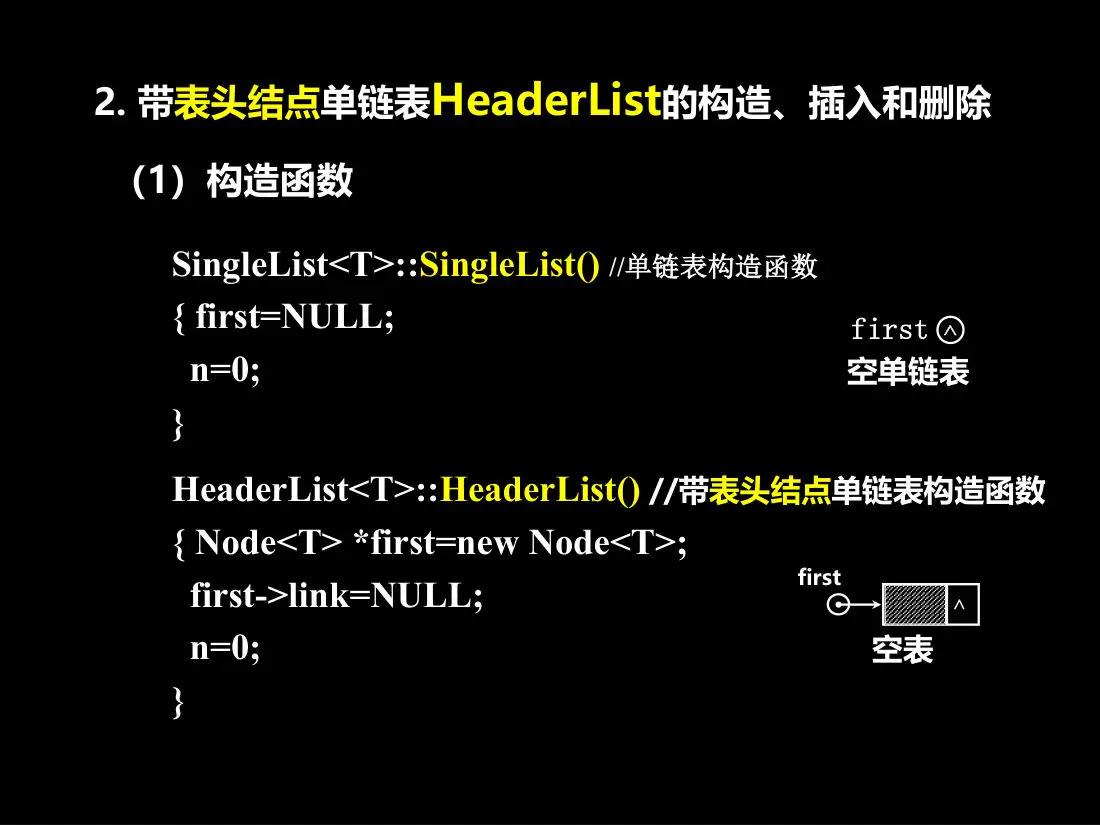 2. 带表头结点单链表HeaderList的构造、插入和删除
（1）构造函数
SingleList<T>::SingleList() //单链表构造函数
{ first=NULL;
n=0;
}
first ∧
空单链表
HeaderList<T>::HeaderList() //带表头结点单链表构造函数
{ Node<T> *first=new Node<T>;
first->link=NULL;
n=0;
}
first
∧
空表